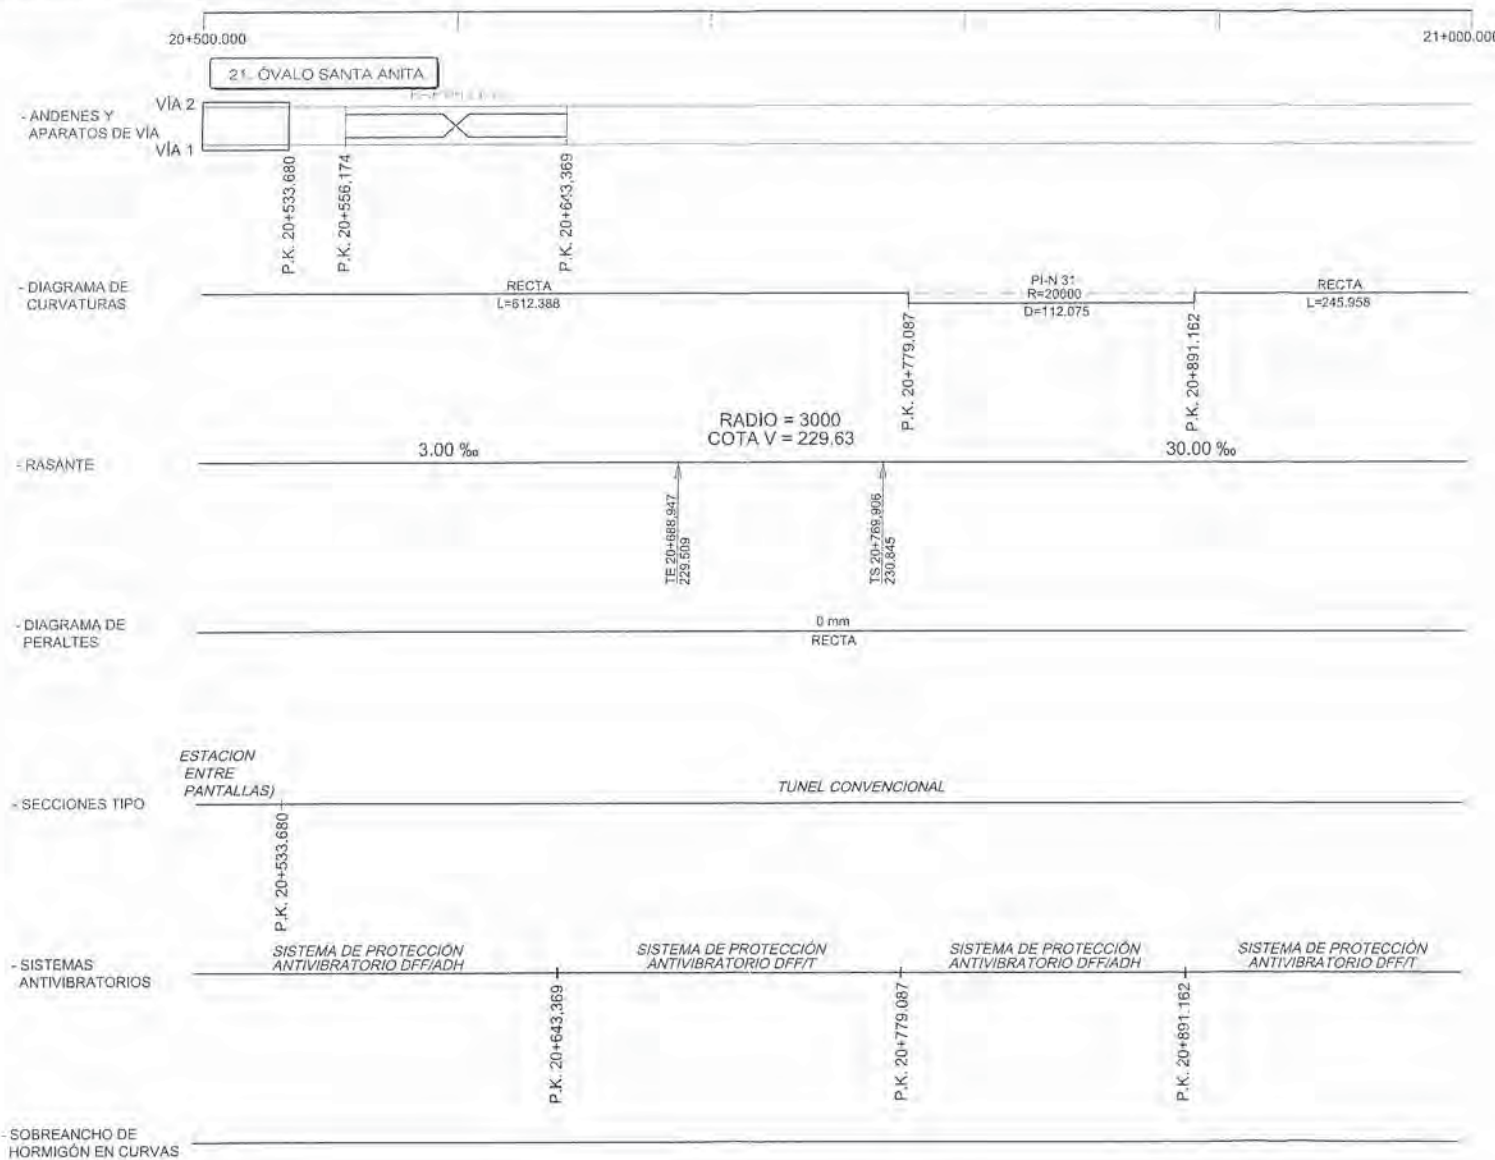 20+500.000
21+000.000
21. ÓVALO SANTA ANITA
- ANDENES Y
APARATOS DE VÍA
VÍA 2
VÍA 1
P.K. 20+533.680
P.K. 20+556,174
P.K. 20+643,369
- DIAGRAMA DE
CURVATURAS
RECTA
L=612.388
PI-N 31
R=20000
D=112.075
RECTA
L=245.958
P.K. 20+779.087
P.K. 20+891.162
- RASANTE
3.00 ‰
RADIO = 3000
COTA V = 229.63
30.00 ‰
TE 20+688,947
229.509
TS 20+769,906
230.845
- DIAGRAMA DE
PERALTES
0 mm
RECTA
- SECCIONES TIPO
ESTACION
ENTRE
PANTALLAS)
TUNEL CONVENCIONAL
P.K. 20+533.680
- SISTEMAS
ANTIVIBRATORIOS
SISTEMA DE PROTECCIÓN
ANTIVIBRATORIO DFF/ADH
SISTEMA DE PROTECCIÓN
ANTIVIBRATORIO DFF/T
SISTEMA DE PROTECCIÓN
ANTIVIBRATORIO DFF/ADH
SISTEMA DE PROTECCIÓN
ANTIVIBRATORIO DFF/T
P.K. 20+643,369
P.K. 20+779.087
P.K. 20+891.162
- SOBREANCHO DE
HORMIGÓN EN CURVAS